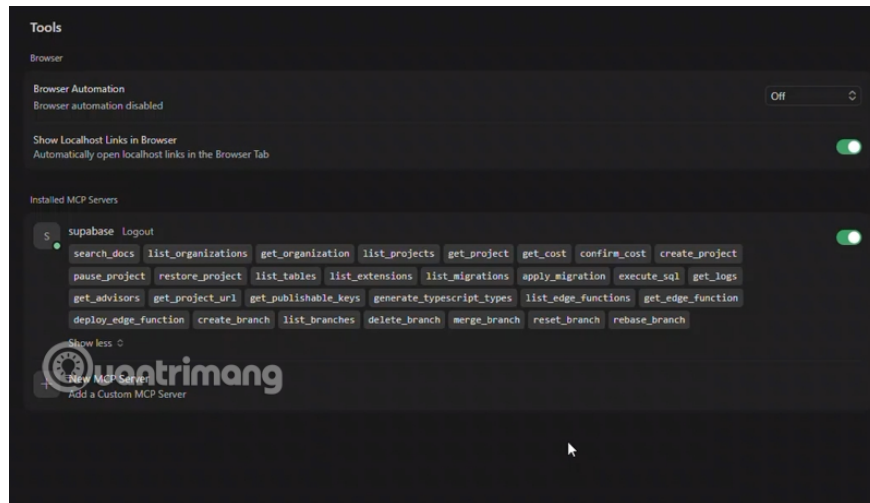 Tools
Browser
Browser Automation
Browser automation disabled
Off
Show Localhost Links in Browser
Automatically open localhost links in the Browser Tab
Installed MCP Servers
S
supabase Logout
search_docs list_organizations get_organization list_projects get_project get_cost confirm_cost create_project
pause_project restore_project list_tables list_extensions list_migrations apply_migration execute_sql get_logs
get_advisors get_project_url get_publishable_keys generate_typescript_types list_edge_functions get_edge_function
deploy_edge_function create_branch list_branches delete_branch merge_branch reset_branch rebase_branch
Show less
Quantrimang
New MCP Server
Add a Custom MCP Server